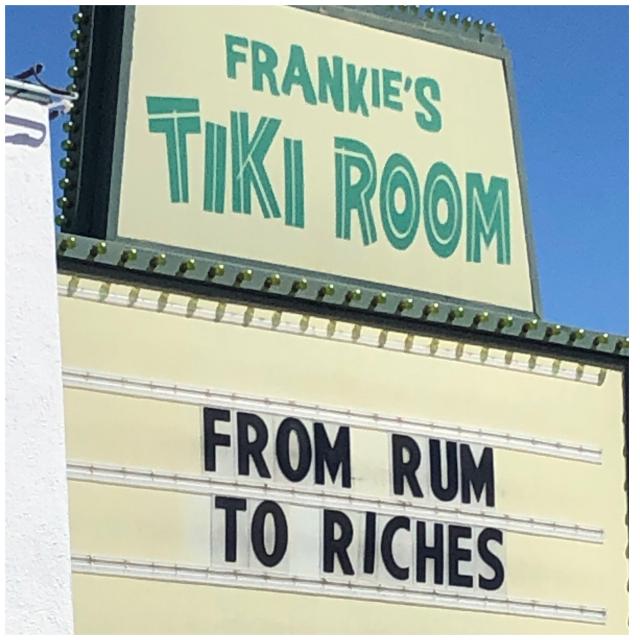 FRANKIE'S
TIKI ROOM
FROM RUM
TO RICHES